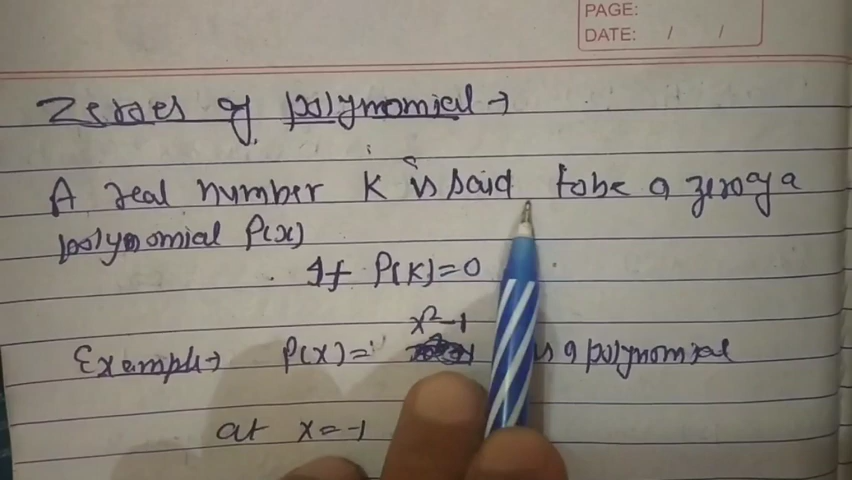 PAGE:
DATE: / /
Zeroes of polynomial →
A real number K is said to be a zero of a
polynomial P(x)
If P(K)=0
x²-1
Example→ P(x)= is a polynomial
at x=-1